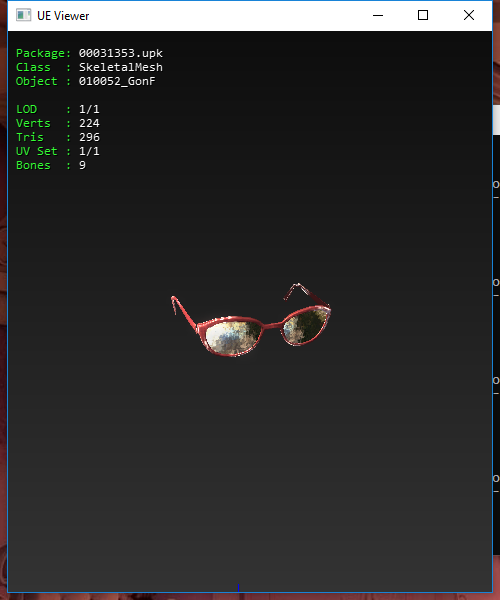 UE Viewer
Package: 00031353.upk
Class  : SkeletalMesh
Object : 010052_GonF
LOD    : 1/1
Verts  : 224
Tris   : 296
UV Set : 1/1
Bones  : 9